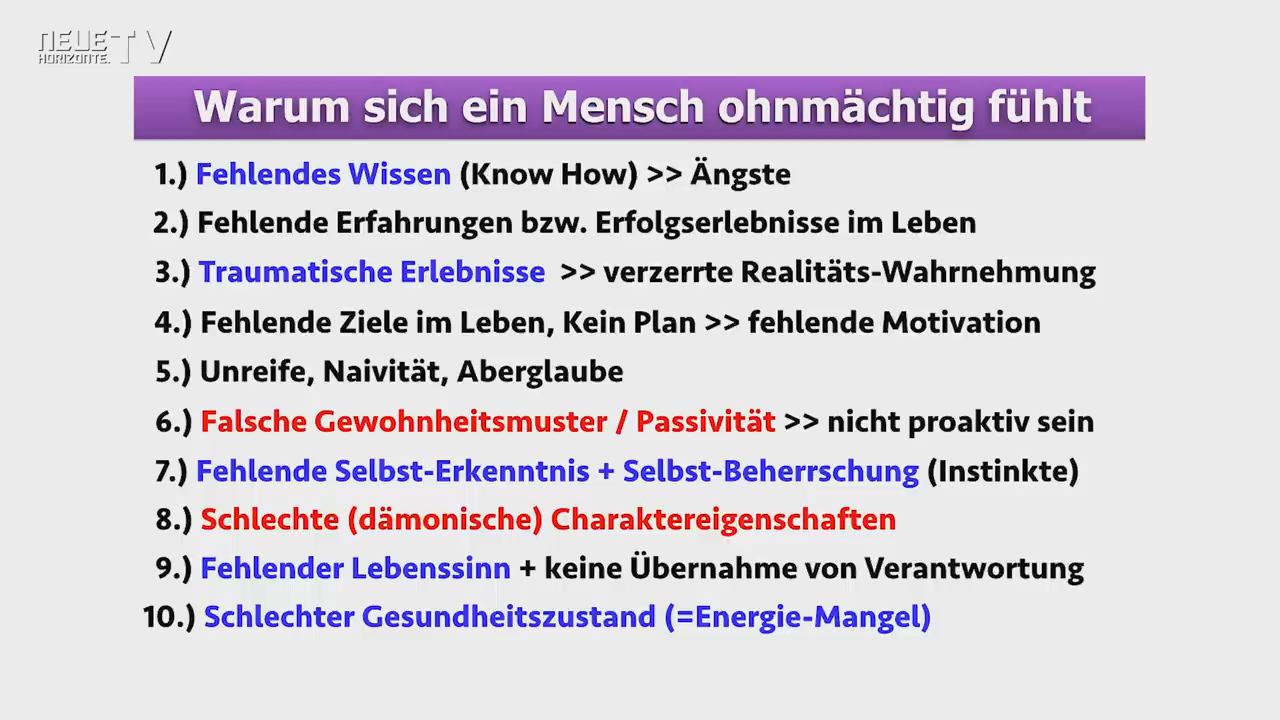 NEUE TV
HORIZONTE.
Warum sich ein Mensch ohnmächtig fühlt
1.) Fehlendes Wissen (Know How) >> Ängste
2.) Fehlende Erfahrungen bzw. Erfolgserlebnisse im Leben
3.) Traumatische Erlebnisse >> verzerrte Realitäts-Wahrnehmung
4.) Fehlende Ziele im Leben, Kein Plan >> fehlende Motivation
5.) Unreife, Naivität, Aberglaube
6.) Falsche Gewohnheitsmuster / Passivität >> nicht proaktiv sein
7.) Fehlende Selbst-Erkenntnis + Selbst-Beherrschung (Instinkte)
8.) Schlechte (dämonische) Charaktereigenschaften
9.) Fehlender Lebenssinn + keine Übernahme von Verantwortung
10.) Schlechter Gesundheitszustand (=Energie-Mangel)